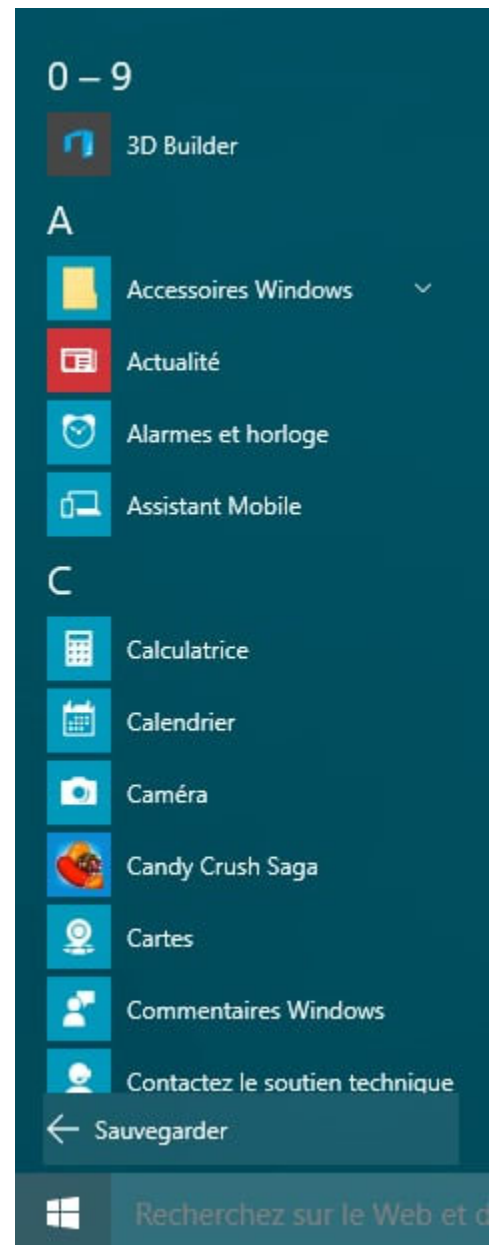 0 – 9
3D Builder
A
Accessoires Windows
Actualité
Alarmes et horloge
Assistant Mobile
C
Calculatrice
Calendrier
Caméra
Candy Crush Saga
Cartes
Commentaires Windows
Contactez le soutien technique
Sauvegarder
Recherchez sur le Web et d